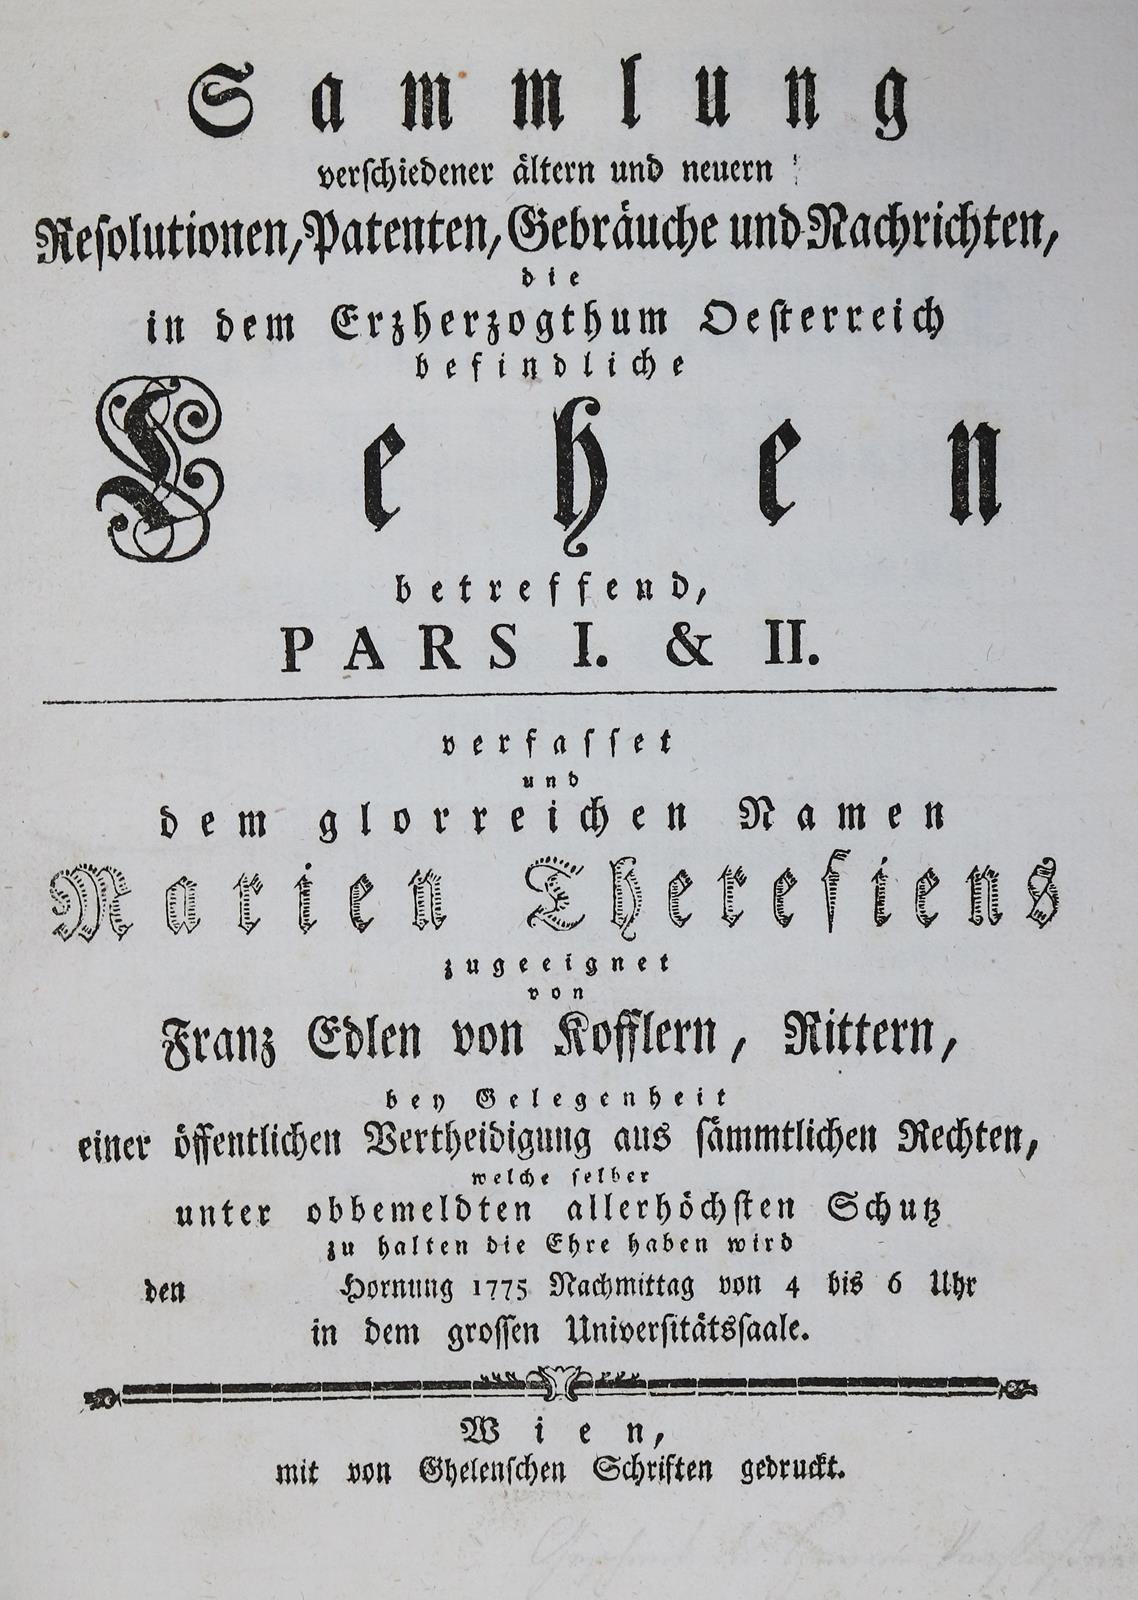 Sammlung
verschiedener ältern und neuern
Resolutionen, Patenten, Gebräuche und Nachrichten,
die
in dem Erzherzogthum Oesterreich
befindliche
Lehen
betreffend,
PARS I. & II.
verfasset
und
dem glorreichen Namen
Marien Theresiens
zugeeignet
von
Franz Edlen von Kofflern, Rittern,
bey Gelegenheit
einer öffentlichen Vertheidigung aus sämmtlichen Rechten,
welche selber
unter obbemeldten allerhöchsten Schutz
zu halten die Ehre haben wird
den Hornung 1775 Nachmittag von 4 bis 6 Uhr
in dem grossen Universitätssaale.
Wien,
mit von Ghelenschen Schriften gedruckt.